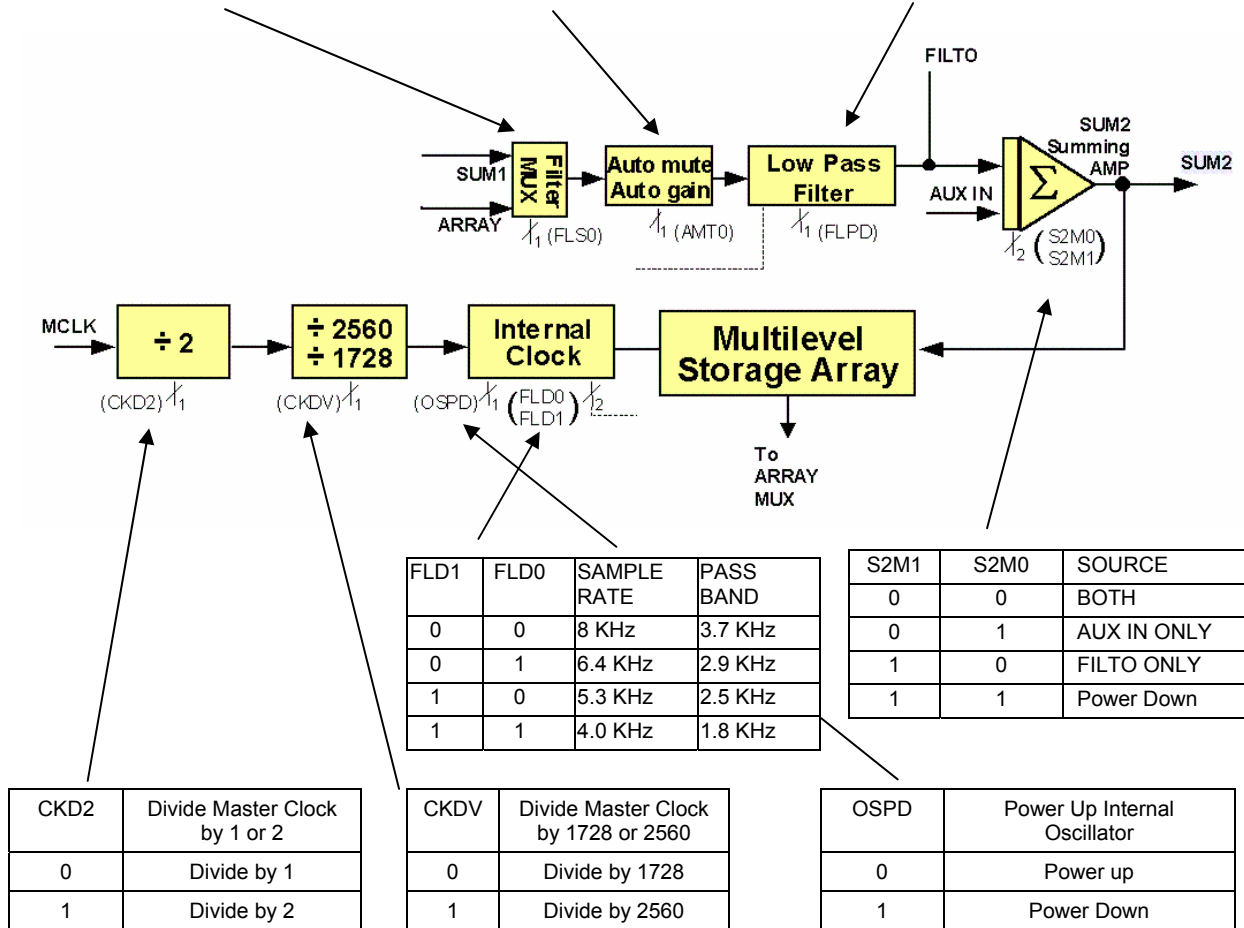 FILTO
SUM1
ARRAY
Filter
MUX
(FLS0)
1
Auto mute
Auto gain
1 (AMT0)
Low Pass
Filter
1 (FLPD)
AUX IN
Σ
SUM2
Summing
AMP
SUM2
2 (S2M0
S2M1)
MCLK
÷ 2
(CKD2) 1
÷ 2560
÷ 1728
(CKDV) 1
Internal
Clock
(OSPD) 1
(FLD0
FLD1) 2
Multilevel
Storage Array
To
ARRAY
MUX
FLD1 FLD0 SAMPLE RATE PASS BAND
0 0 8 KHz 3.7 KHz
0 1 6.4 KHz 2.9 KHz
1 0 5.3 KHz 2.5 KHz
1 1 4.0 KHz 1.8 KHz
S2M1 S2M0 SOURCE
0 0 BOTH
0 1 AUX IN ONLY
1 0 FILTO ONLY
1 1 Power Down
CKD2 Divide Master Clock by 1 or 2
0 Divide by 1
1 Divide by 2
CKDV Divide Master Clock by 1728 or 2560
0 Divide by 1728
1 Divide by 2560
OSPD Power Up Internal Oscillator
0 Power up
1 Power Down